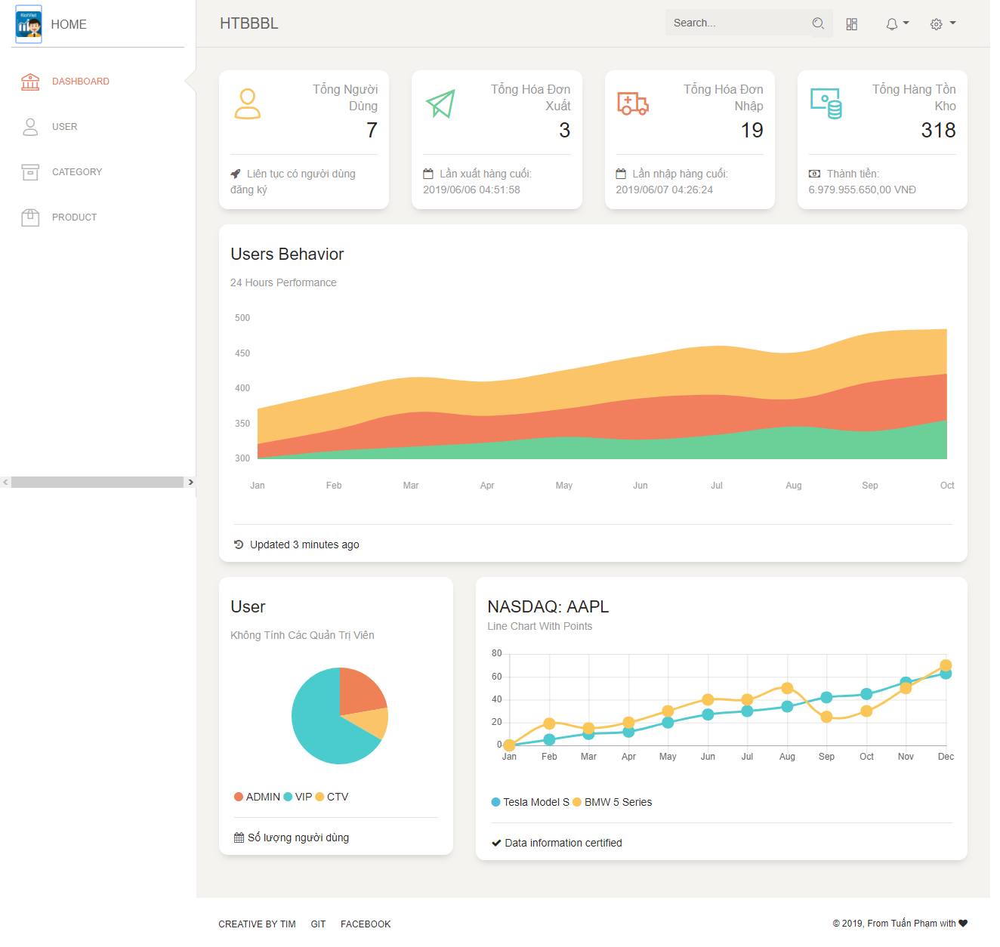 HOME
HTBBBL
Search...
DASHBOARD
USER
CATEGORY
PRODUCT
Tổng Người
Dùng
7
Liên tục có người dùng
đăng ký
Tổng Hóa Đơn
Xuất
3
Lần xuất hàng cuối:
2019/06/06 04:51:58
Tổng Hóa Đơn
Nhập
19
Lần nhập hàng cuối:
2019/06/07 04:26:24
Tổng Hàng Tồn
Kho
318
Thành tiền:
6.979.955.650,00 VNĐ
Users Behavior
24 Hours Performance
500
450
400
350
300
Jan Feb Mar Apr May Jun Jul Aug Sep Oct
Updated 3 minutes ago
User
Không Tính Các Quản Trị Viên
ADMIN VIP CTV
Số lượng người dùng
NASDAQ: AAPL
Line Chart With Points
80
60
40
20
0
Jan Feb Mar Apr May Jun Jul Aug Sep Oct Nov Dec
Tesla Model S BMW 5 Series
Data information certified
CREATIVE BY TIM GIT FACEBOOK
© 2019, From Tuấn Phạm with